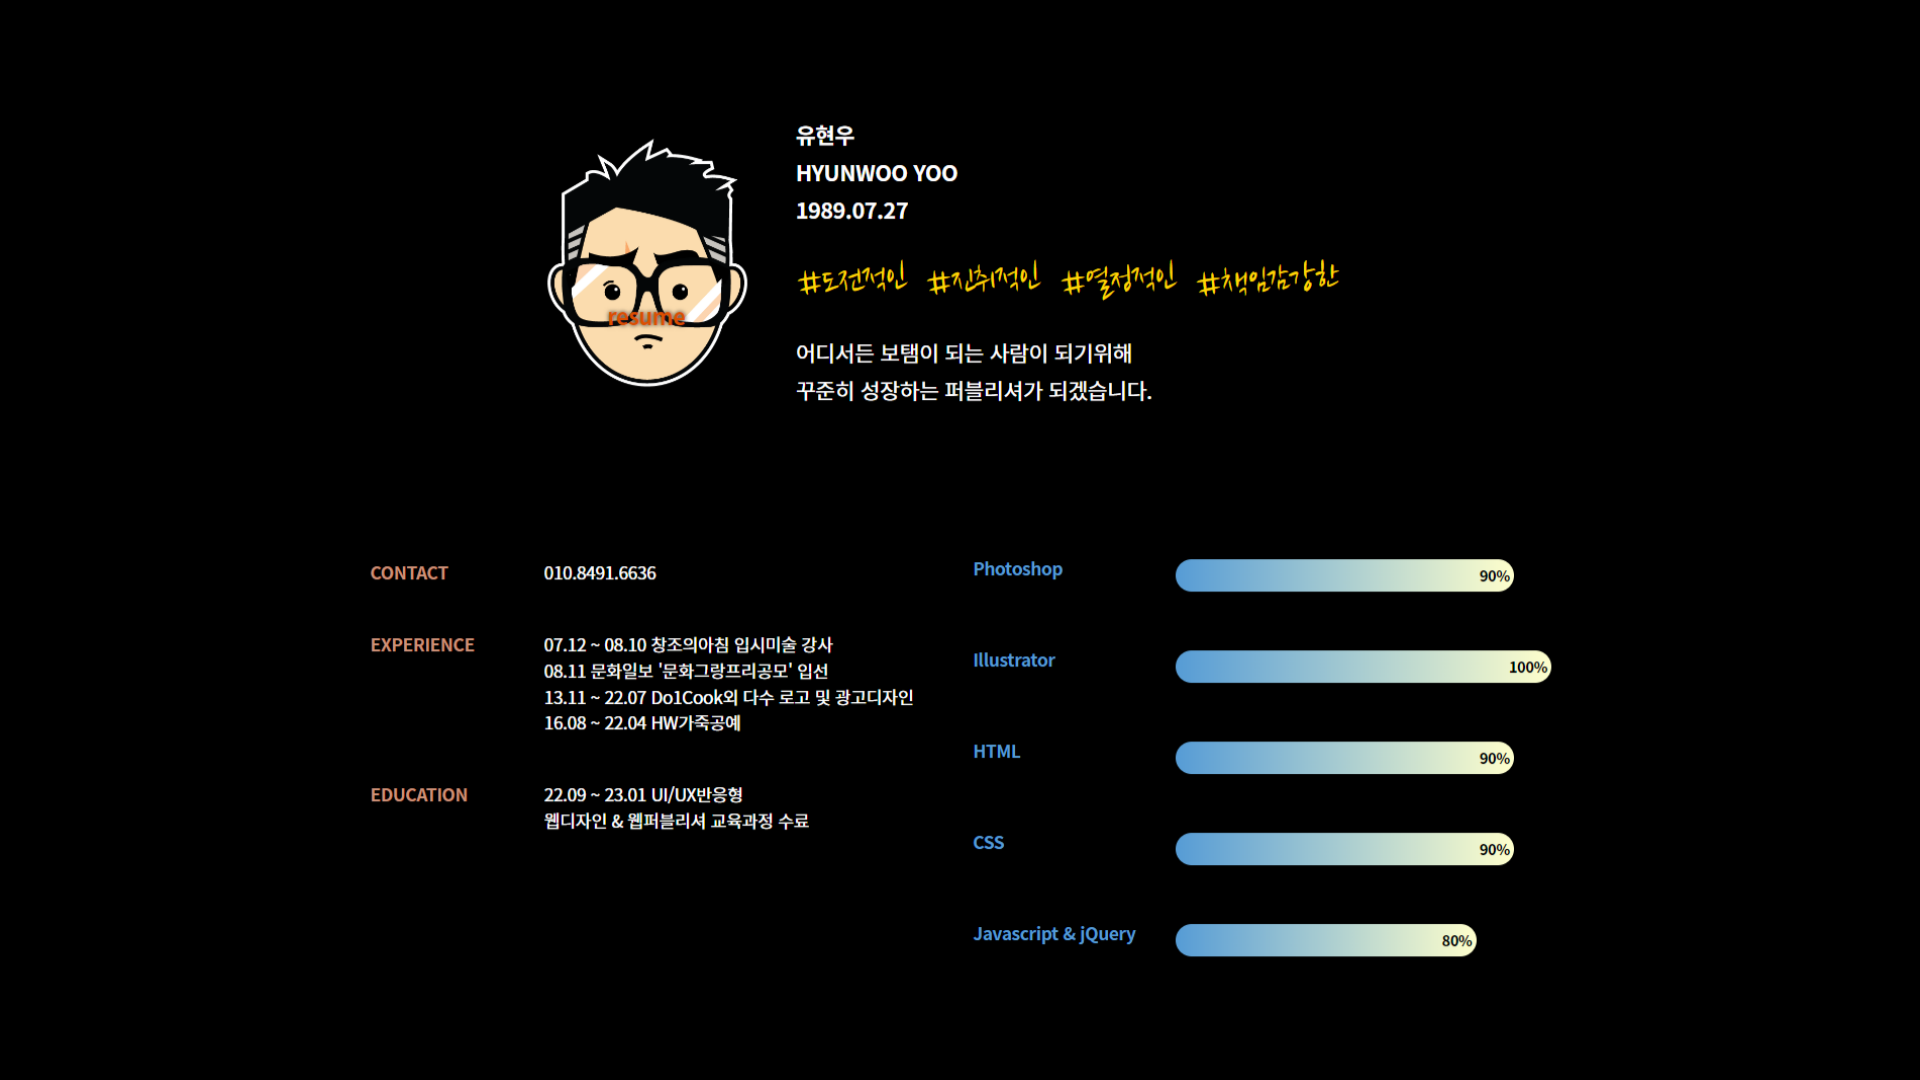 유현우
HYUNWOO YOO
1989.07.27
#도전적인 #진취적인 #열정적인 #책임감강한
resume
어디서든 보탬이 되는 사람이 되기위해
꾸준히 성장하는 퍼블리셔가 되겠습니다.
CONTACT
010.8491.6636
EXPERIENCE
07.12 ~ 08.10 창조의아침 입시미술 강사
08.11 문화일보 '문화그랑프리공모' 입선
13.11 ~ 22.07 Do1Cook외 다수 로고 및 광고디자인
16.08 ~ 22.04 HW가죽공예
EDUCATION
22.09 ~ 23.01 UI/UX반응형
웹디자인 & 웹퍼블리셔 교육과정 수료
Photoshop
90%
Illustrator
100%
HTML
90%
CSS
90%
Javascript & jQuery
80%